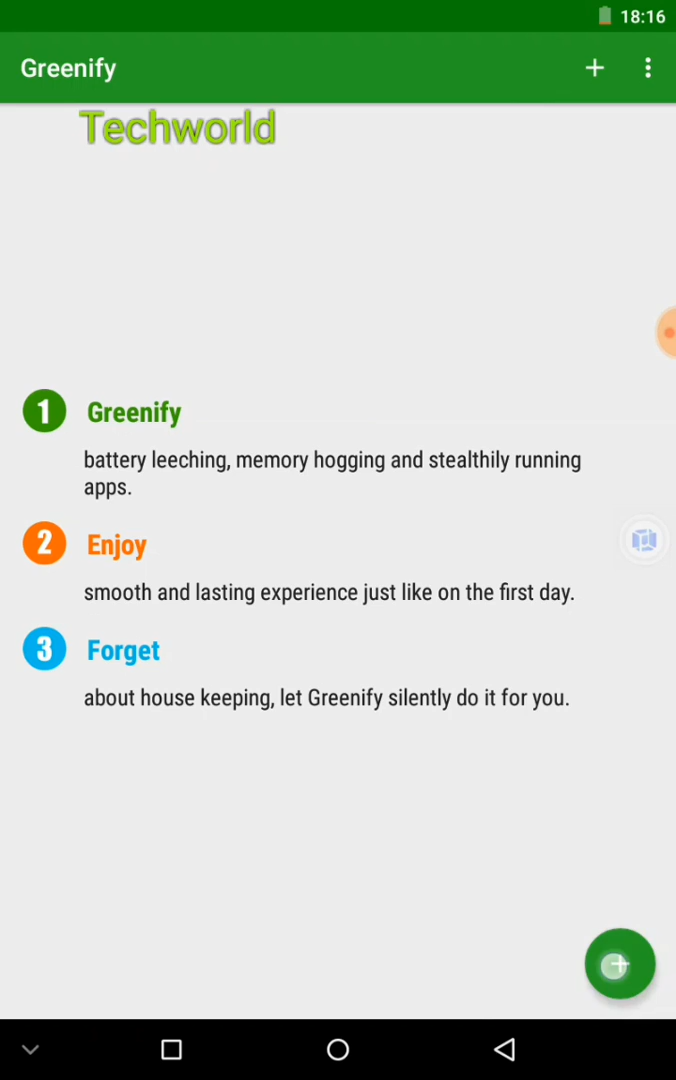 18:16
Greenify
Techworld
1 Greenify
battery leeching, memory hogging and stealthily running
apps.
2 Enjoy
smooth and lasting experience just like on the first day.
3 Forget
about house keeping, let Greenify silently do it for you.